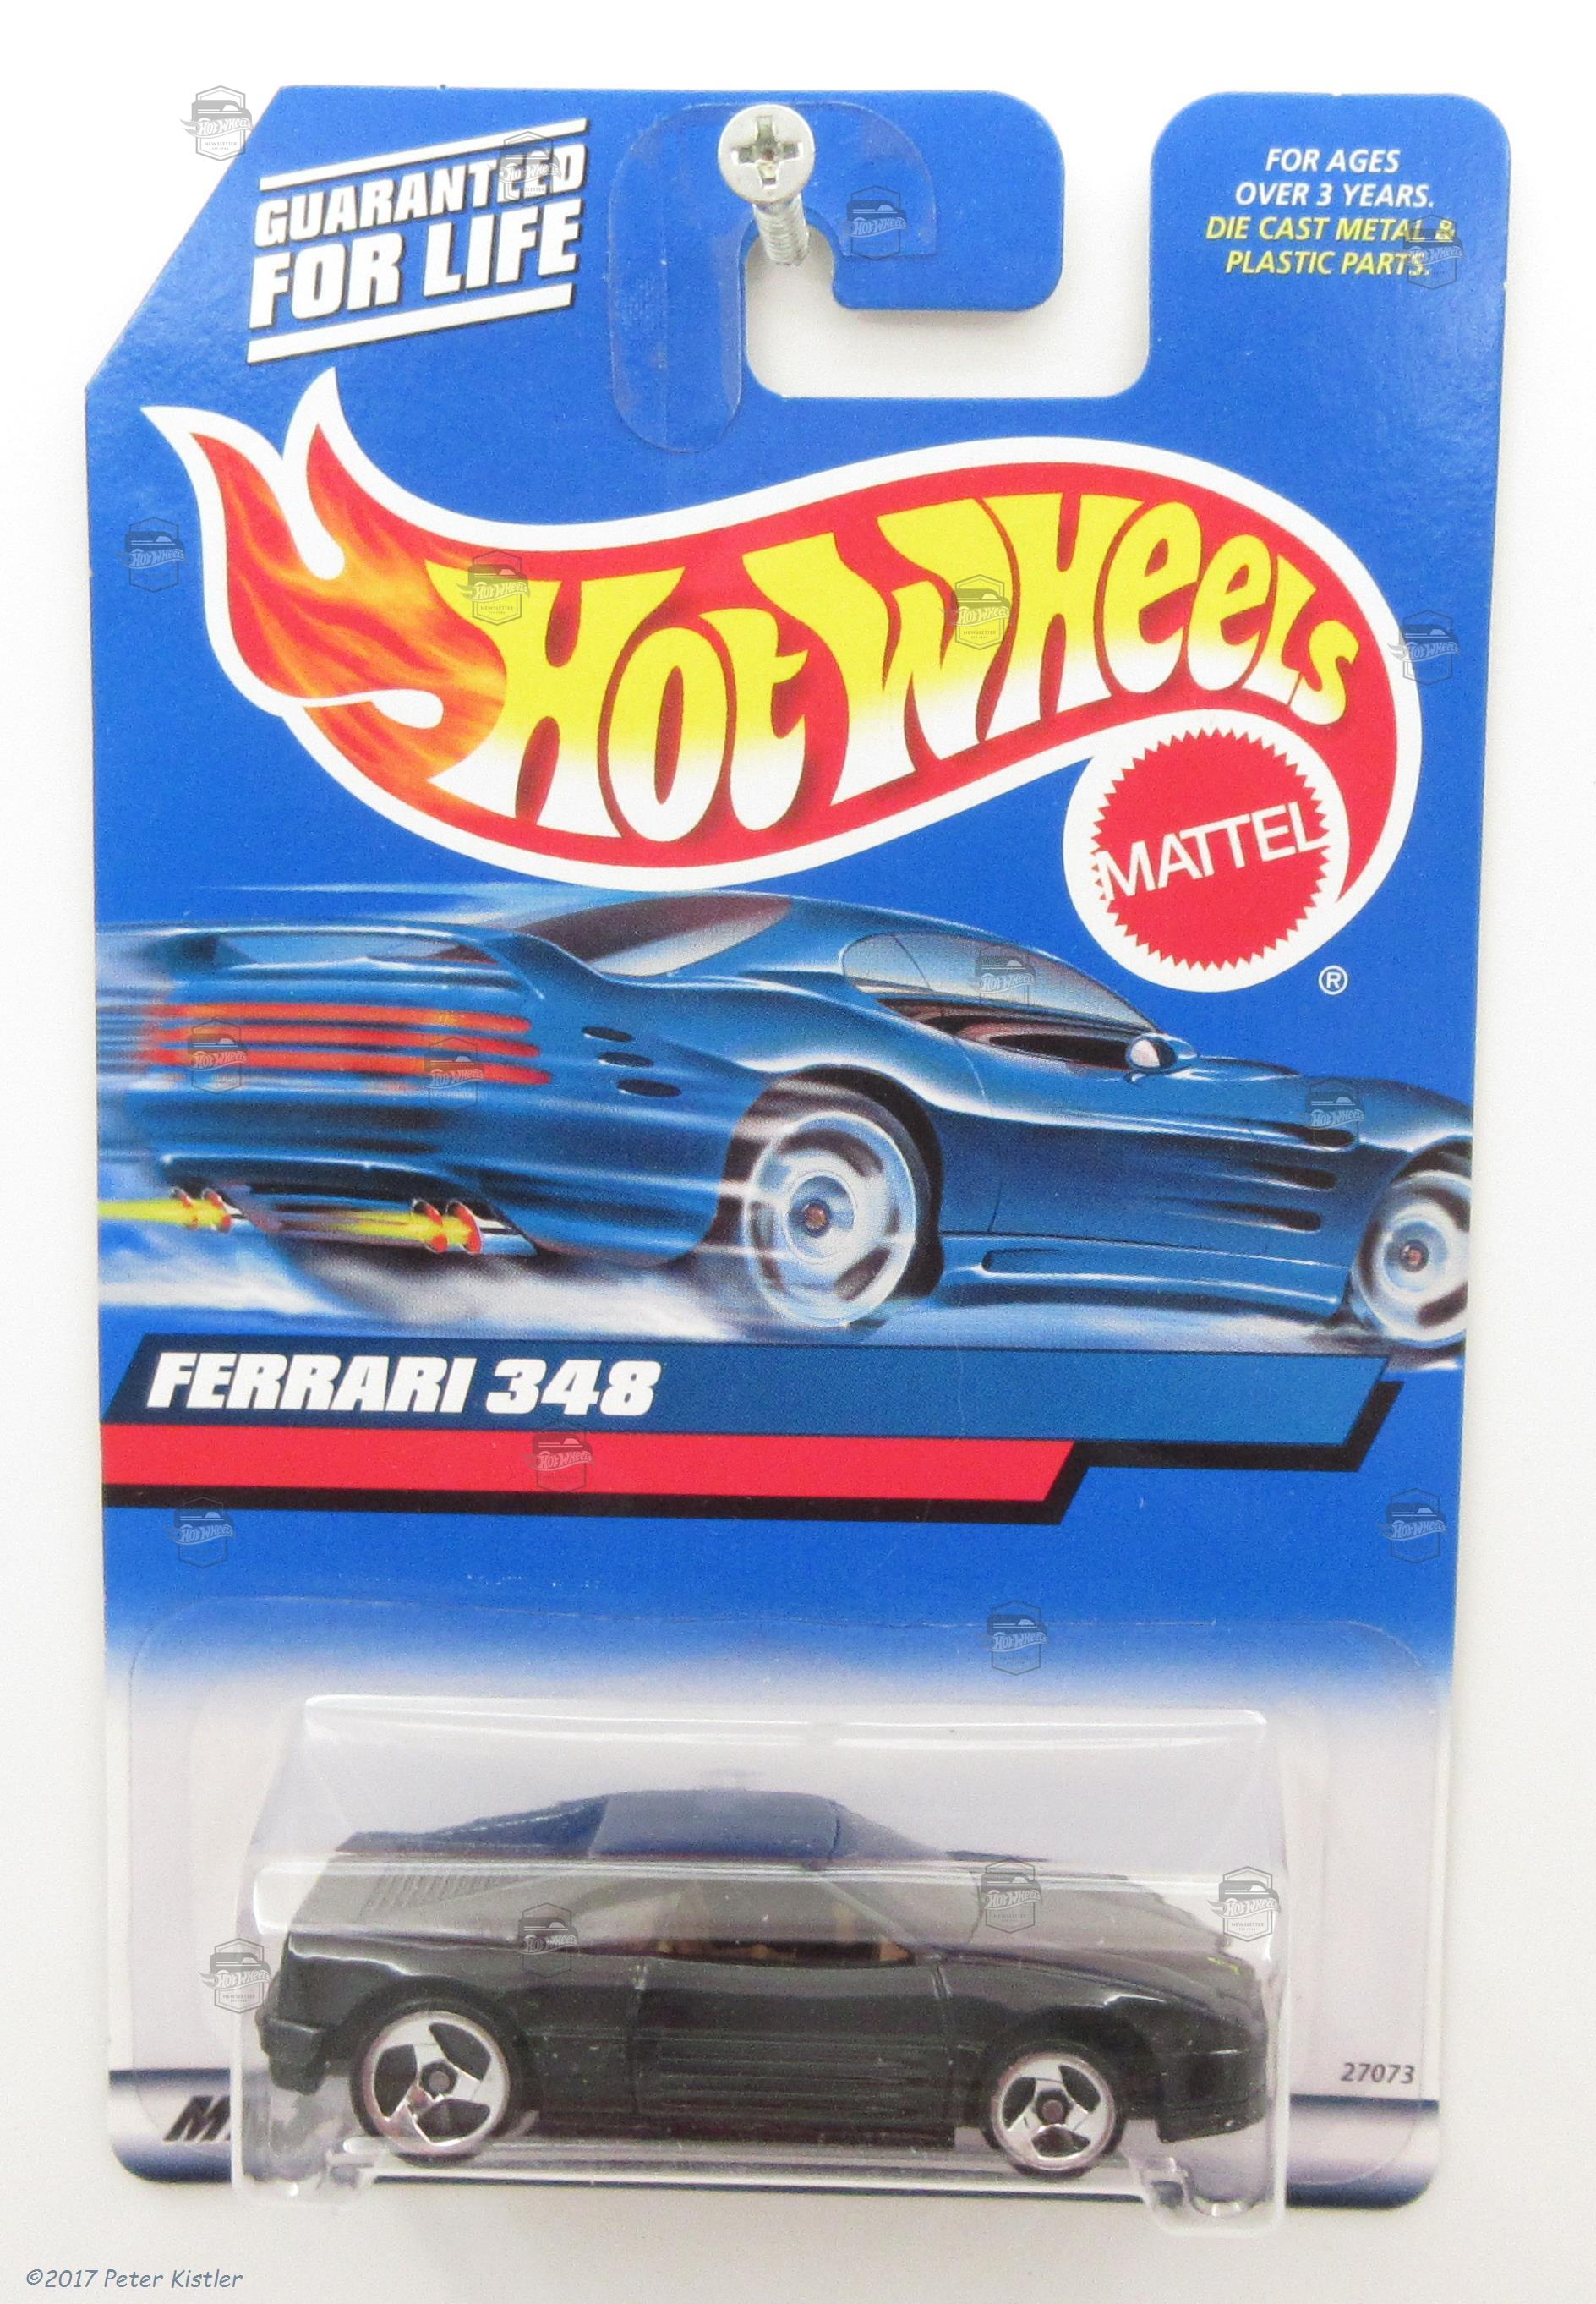 GUARANTEED
FOR LIFE
FOR AGES
OVER 3 YEARS.
DIE CAST METAL &
PLASTIC PARTS.
HOT WHEELS
MATTEL
®
FERRARI 348
27073
©2017 Peter Kistler